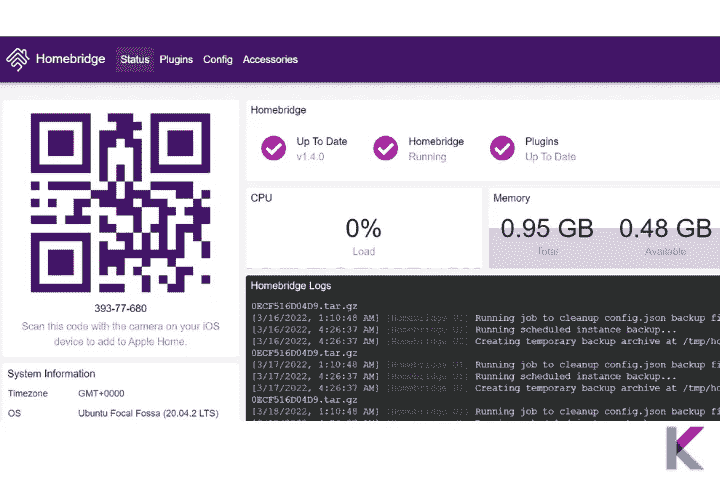 Homebridge Status Plugins Config Accessories
393-77-680
Scan this code with the camera on your iOS
device to add to Apple Home.
System Information
Timezone GMT+0000
OS Ubuntu Focal Fossa (20.04.2 LTS)
Homebridge
Up To Date
v1.4.0
Homebridge
Running
Plugins
Up To Date
CPU
0%
Load
Memory
0.95 GB
Total
0.48 GB
Available
Homebridge Logs
0ECF516D04D9.tar.gz
[3/16/2022, 1:10:48 AM] [Homebridge UI] Running job to cleanup config.json backup fi
[3/16/2022, 4:26:37 AM] [Homebridge UI] Running scheduled instance backup...
[3/16/2022, 4:26:37 AM] [Homebridge UI] Creating temporary backup archive at /tmp/ho
0ECF516D04D9.tar.gz
[3/17/2022, 1:10:48 AM] [Homebridge UI] Running job to cleanup config.json backup fi
[3/17/2022, 4:26:37 AM] [Homebridge UI] Running scheduled instance backup...
[3/17/2022, 4:26:37 AM] [Homebridge UI] Creating temporary backup archive at /tmp/ho
0ECF516D04D9.tar.gz
[3/18/2022, 1:10:48 AM] [Homebridge UI] Running job to cleanup config.json backup fi
K